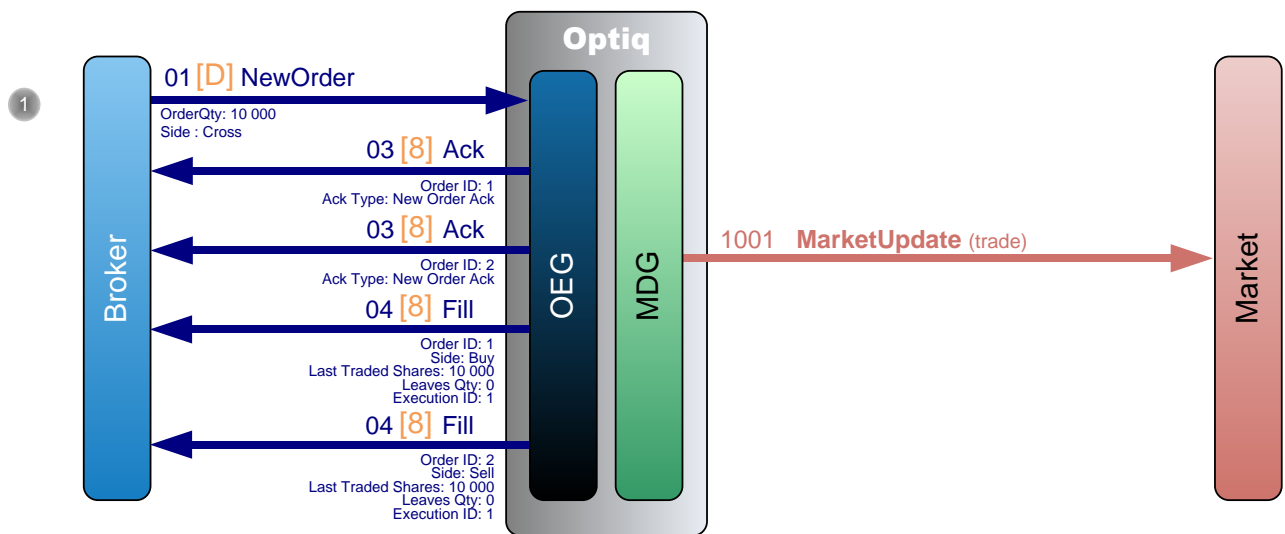 Optiq
1
01 [D] NewOrder
OrderQty: 10 000
Side : Cross
03 [8] Ack
Order ID: 1
Ack Type: New Order Ack
03 [8] Ack
Order ID: 2
Ack Type: New Order Ack
04 [8] Fill
Order ID: 1
Side: Buy
Last Traded Shares: 10 000
Leaves Qty: 0
Execution ID: 1
04 [8] Fill
Order ID: 2
Side: Sell
Last Traded Shares: 10 000
Leaves Qty: 0
Execution ID: 1
Broker
OEG
MDG
1001 MarketUpdate (trade)
Market